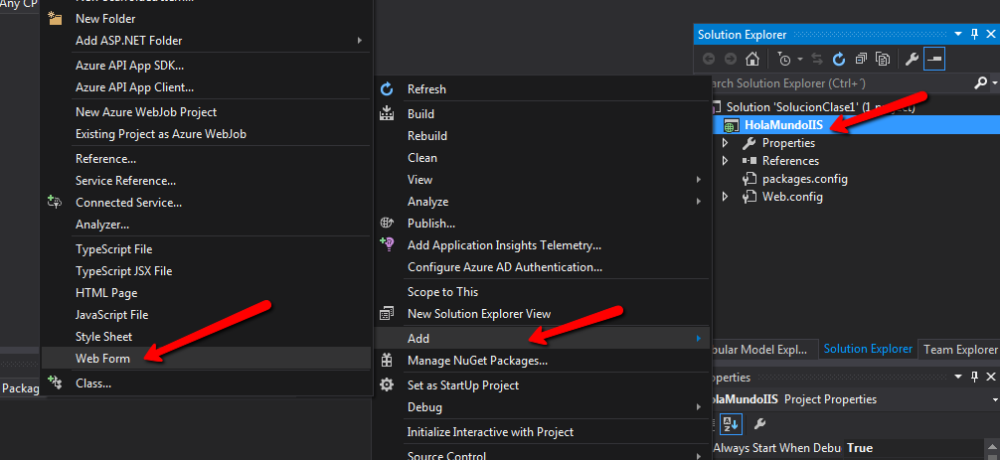 Any CP
New Folder
Add ASP.NET Folder
Azure API App SDK...
Azure API App Client...
New Azure WebJob Project
Existing Project as Azure WebJob
Reference...
Service Reference...
Connected Service...
Analyzer...
TypeScript File
TypeScript JSX File
HTML Page
JavaScript File
Style Sheet
Web Form
Class...
Packag
Refresh
Build
Rebuild
Clean
View
Analyze
Publish...
Add Application Insights Telemetry...
Configure Azure AD Authentication...
Scope to This
New Solution Explorer View
Add
Manage NuGet Packages...
Set as StartUp Project
Debug
Initialize Interactive with Project
Source Control
Solution Explorer
earch Solution Explorer (Ctrl+´)
Solution 'SolucionClase1' (1 project)
HolaMundoIIS
Properties
References
packages.config
Web.config
bular Model Expl...
Solution Explorer
Team Explorer
operties
olaMundoIIS Project Properties
Always Start When Debu True